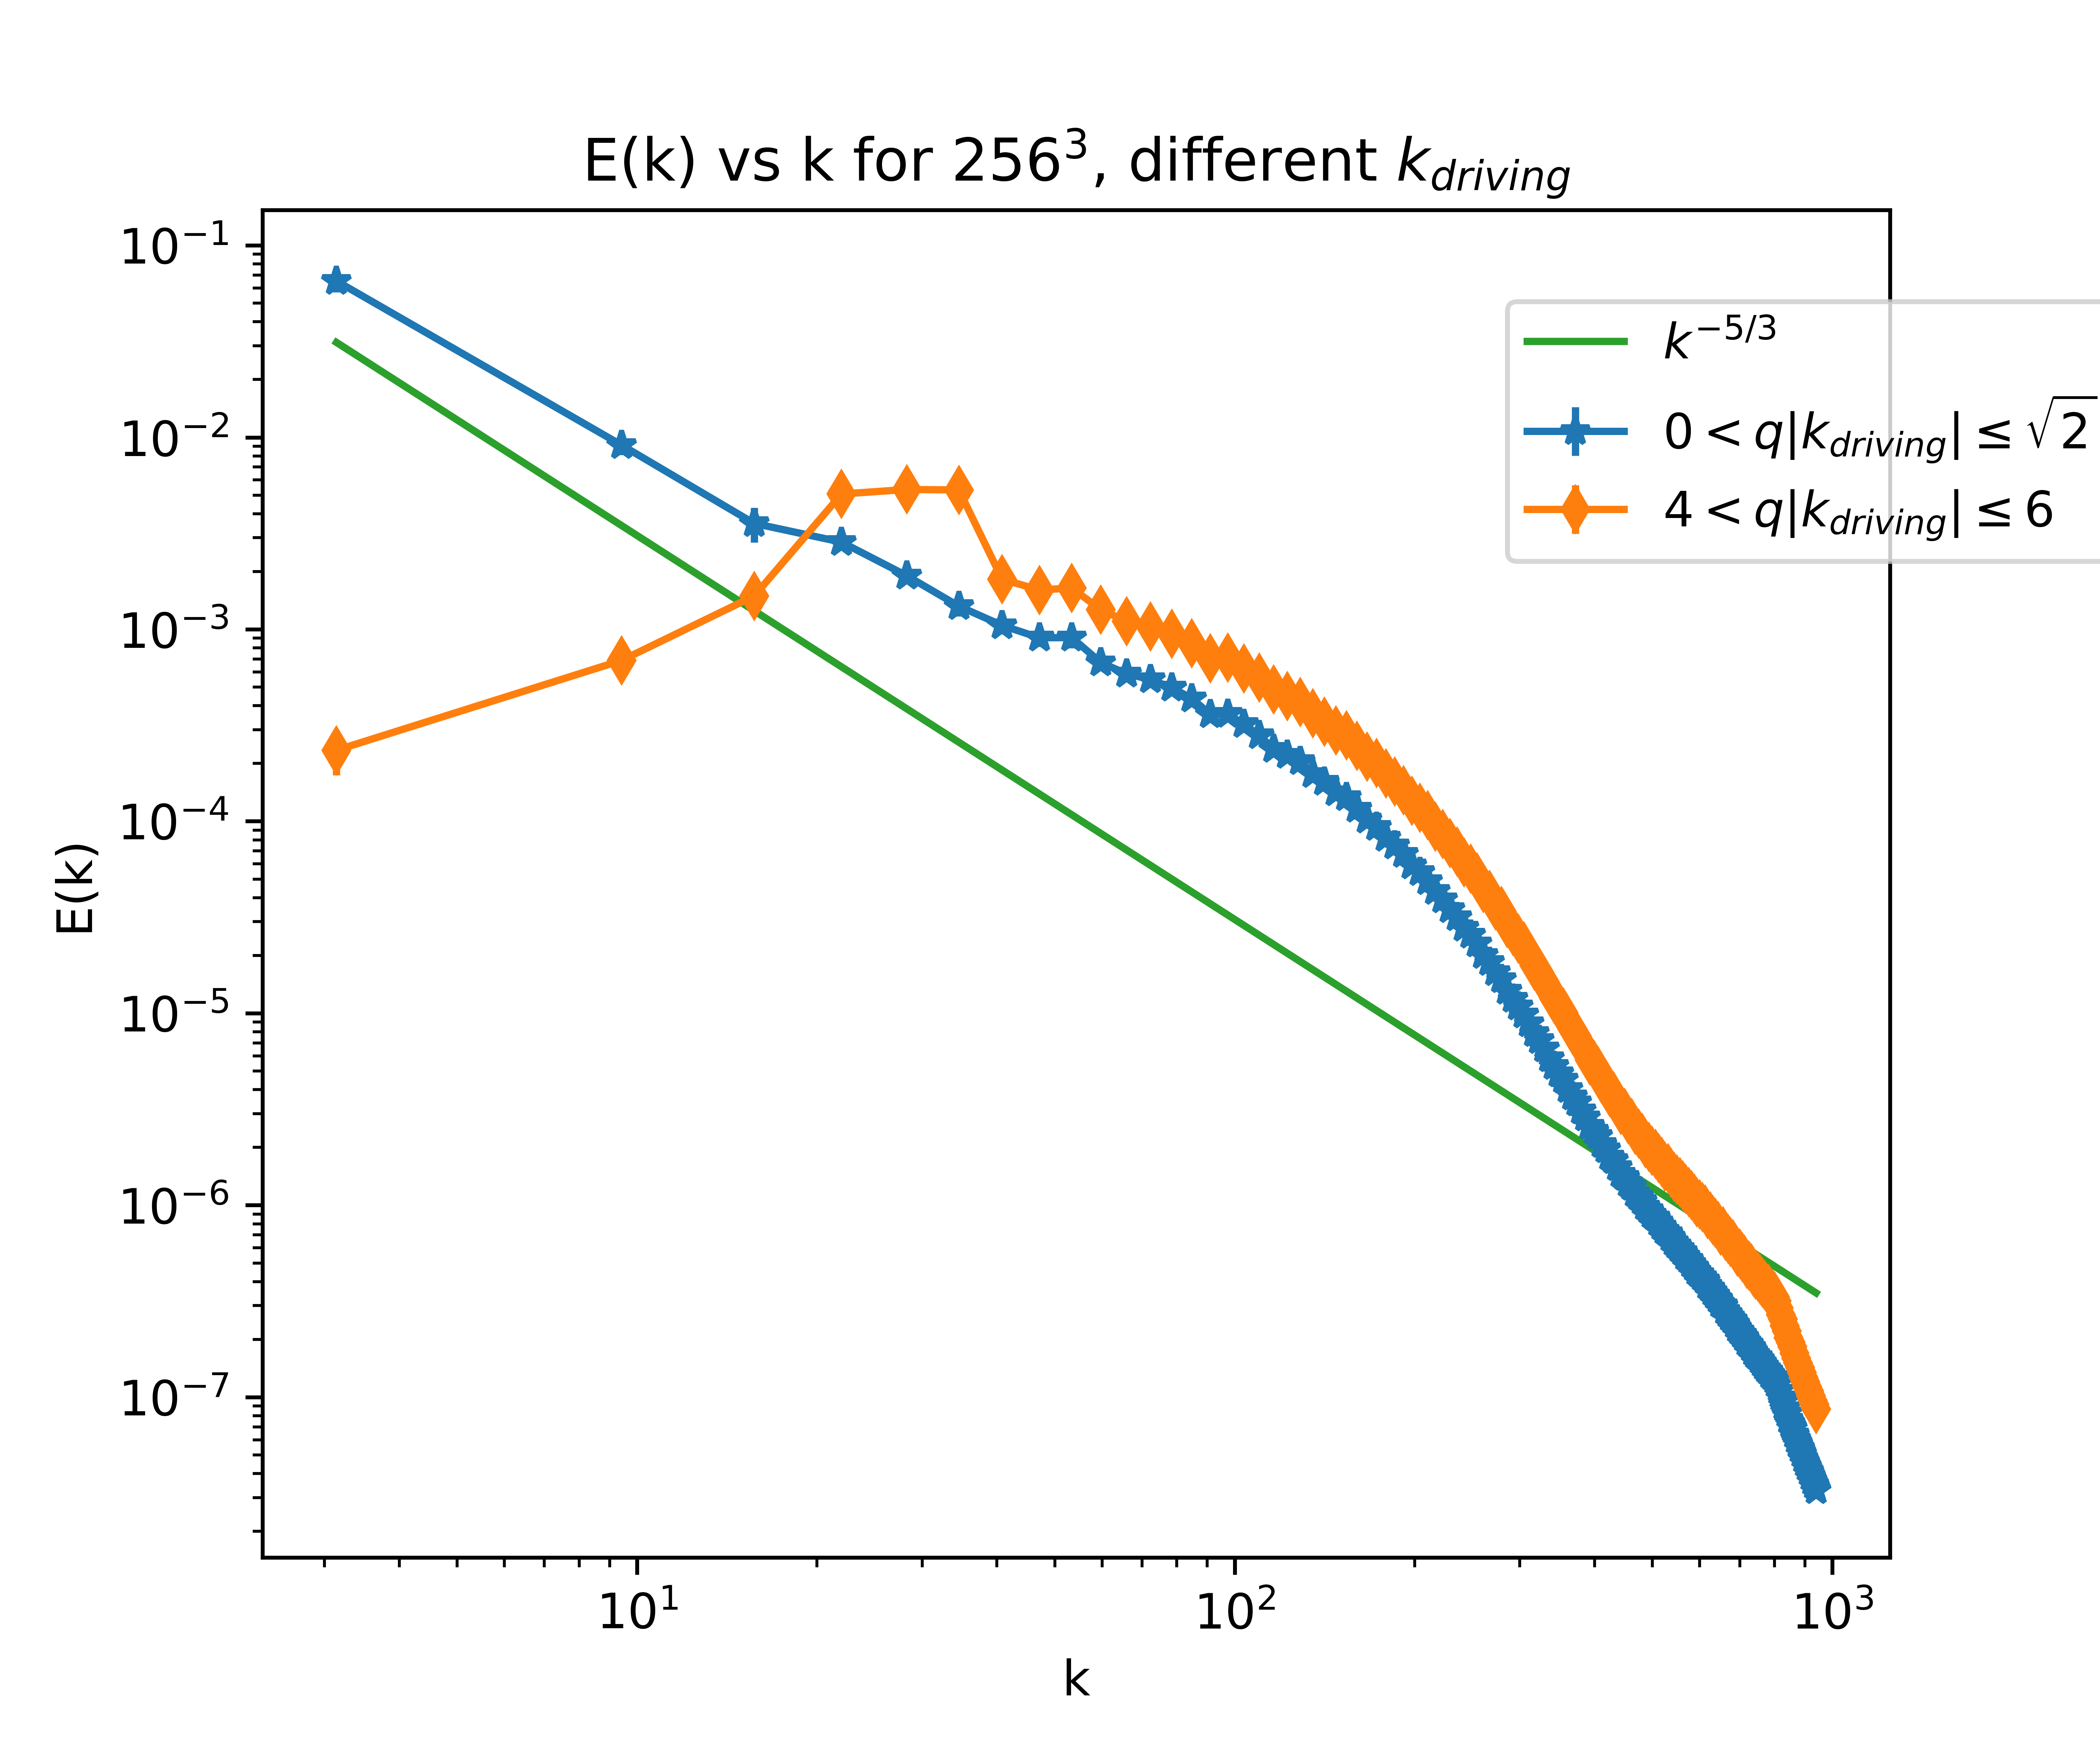 E(k) vs k for 256³, different k_driving
10⁻¹
10⁻²
10⁻³
10⁻⁴
10⁻⁵
10⁻⁶
10⁻⁷
E(k)
k⁻⁵/³
0 < q|k_driving| ≤ √2
4 < q|k_driving| ≤ 6
10¹
10²
10³
k